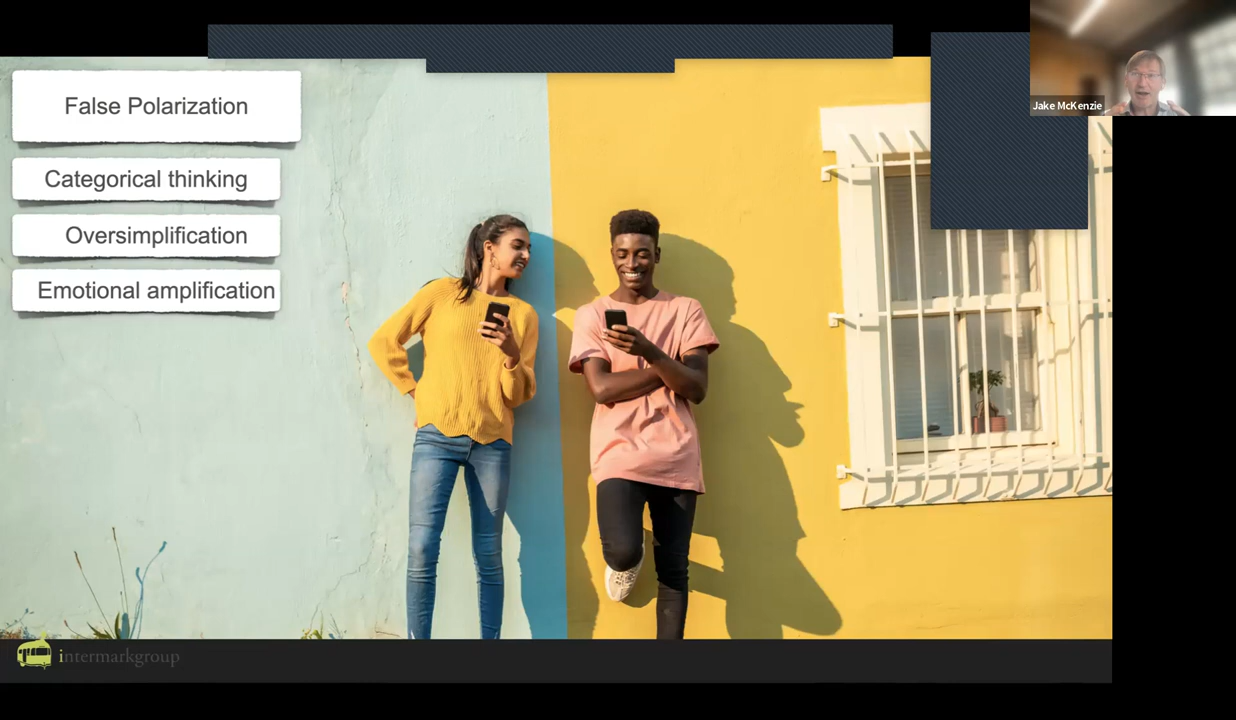 False Polarization
Categorical thinking
Oversimplification
Emotional amplification
Jake McKenzie
intermarkgroup